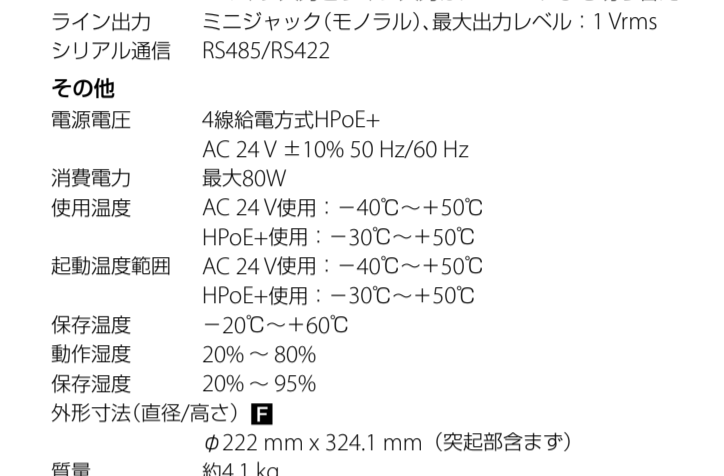 ライン出力 ミニジャック（モノラル）、最大出力レベル：1 Vrms
シリアル通信 RS485/RS422
その他
電源電圧 4線給電方式HPoE+
AC 24 V ±10% 50 Hz/60 Hz
消費電力 最大80W
使用温度 AC 24 V使用：－40℃～＋50℃
HPoE+使用：－30℃～＋50℃
起動温度範囲 AC 24 V使用：－40℃～＋50℃
HPoE+使用：－30℃～＋50℃
保存温度 －20℃～＋60℃
動作湿度 20% ～ 80%
保存湿度 20% ～ 95%
外形寸法（直径/高さ） F
φ222 mm x 324.1 mm（突起部含まず）
質量 約4.1 kg